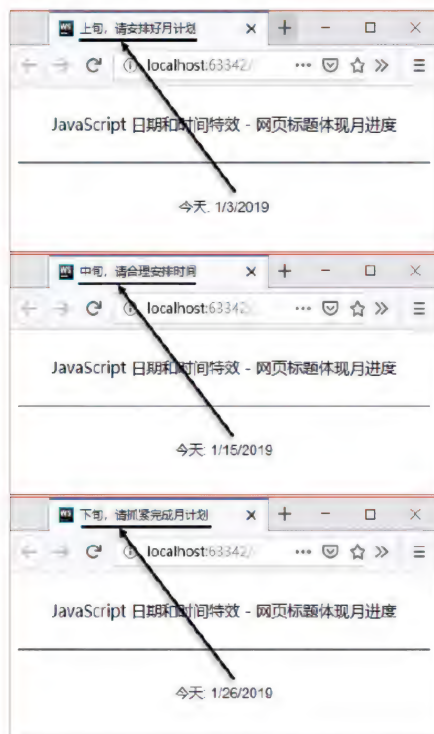 上旬，请安排好月计划
localhost:63342/
JavaScript 日期和时间特效 - 网页标题体现月进度
今天: 1/3/2019
中旬，请合理安排时间
localhost:63342/
JavaScript 日期和时间特效 - 网页标题体现月进度
今天: 1/15/2019
下旬，请抓紧完成月计划
localhost:63342/
JavaScript 日期和时间特效 - 网页标题体现月进度
今天: 1/26/2019